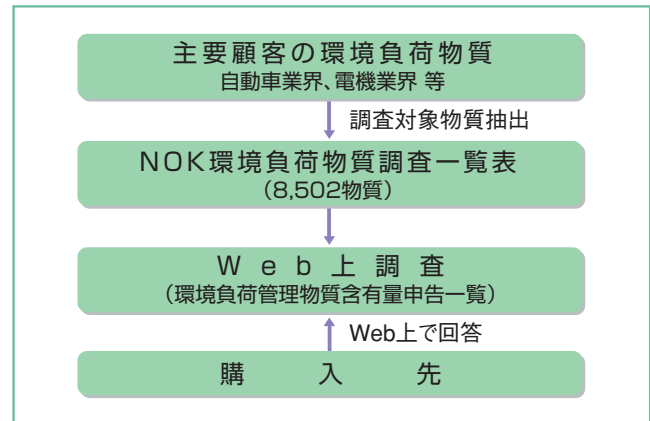 主要顧客の環境負荷物質
自動車業界、電機業界 等
調査対象物質抽出
NOK環境負荷物質調査一覧表
（8,502物質）
Web上調査
（環境負荷管理物質含有量申告一覧）
Web上で回答
購入先